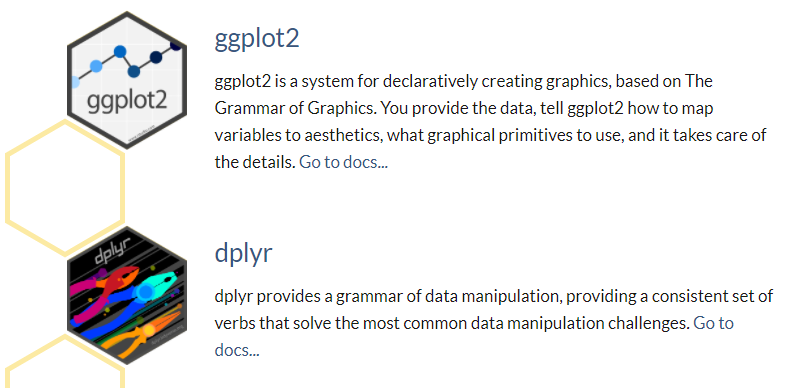 ggplot2
ggplot2
ggplot2 is a system for declaratively creating graphics, based on The
Grammar of Graphics. You provide the data, tell ggplot2 how to map
variables to aesthetics, what graphical primitives to use, and it takes care of
the details. Go to docs...
dplyr
dplyr
dplyr provides a grammar of data manipulation, providing a consistent set of
verbs that solve the most common data manipulation challenges. Go to
docs...